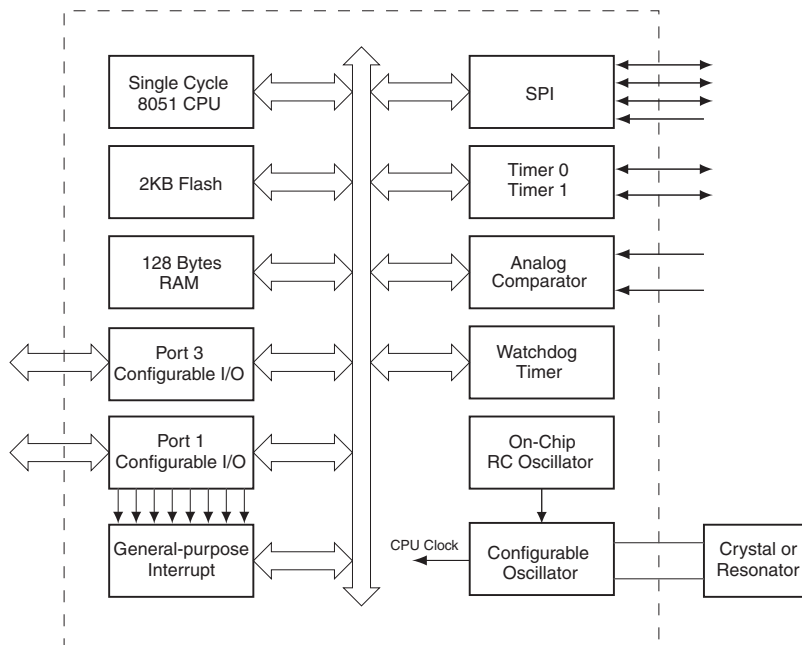 Single Cycle
8051 CPU
SPI
2KB Flash
Timer 0
Timer 1
128 Bytes
RAM
Analog
Comparator
Port 3
Configurable I/O
Watchdog
Timer
Port 1
Configurable I/O
On-Chip
RC Oscillator
General-purpose
Interrupt
CPU Clock
Configurable
Oscillator
Crystal or
Resonator